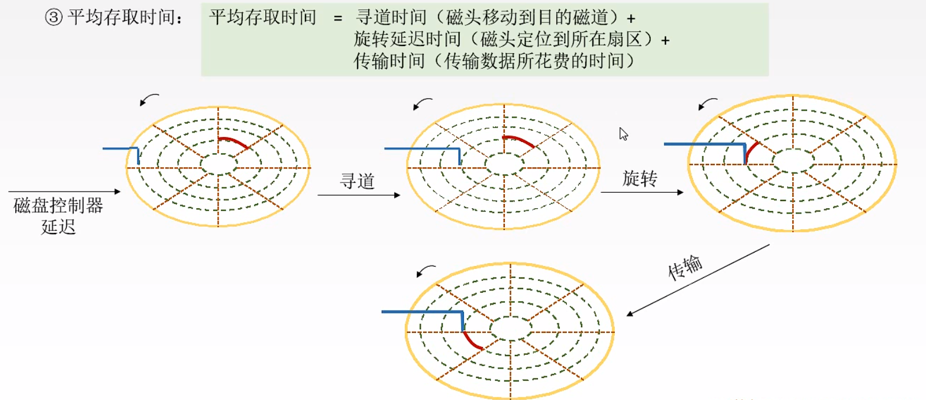 ③ 平均存取时间： 平均存取时间 = 寻道时间（磁头移动到目的磁道）+
旋转延迟时间（磁头定位到所在扇区）+
传输时间（传输数据所花费的时间）
磁盘控制器
延迟
寻道
旋转
传输